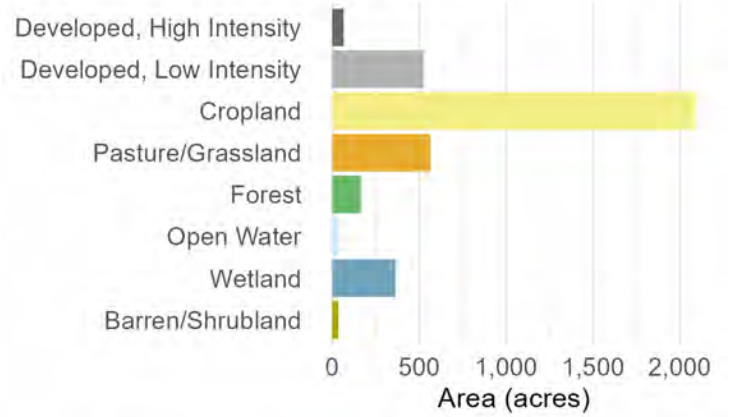 Developed, High Intensity
Developed, Low Intensity
Cropland
Pasture/Grassland
Forest
Open Water
Wetland
Barren/Shrubland
0 500 1,000 1,500 2,000
Area (acres)